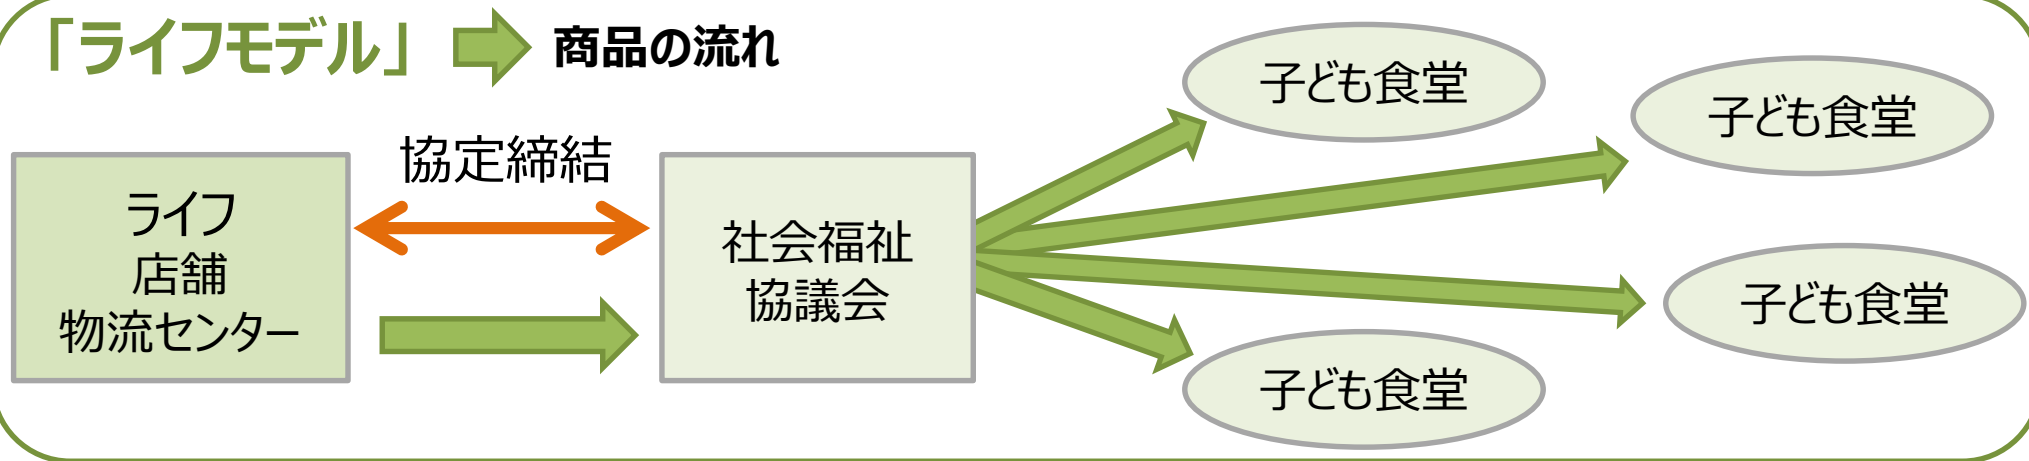 「ライフモデル」
商品の流れ
協定締結
ライフ
店舗
物流センター
社会福祉
協議会
子ども食堂
子ども食堂
子ども食堂
子ども食堂